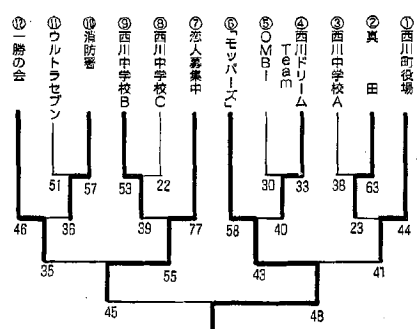 ①西川町役場
②真田
③西川中学校A
④西川ドリームTeam
⑤OMBI
⑥「モッパーズ」
⑦恋人募集中
⑧西川中学校C
⑨西川中学校B
⑩消防署
⑪ウルトラセブン
⑫一勝の会
51 57 53 22 30 33 38 63
46 36 39 77 58 40 23 44
35 55 43 41
45 48